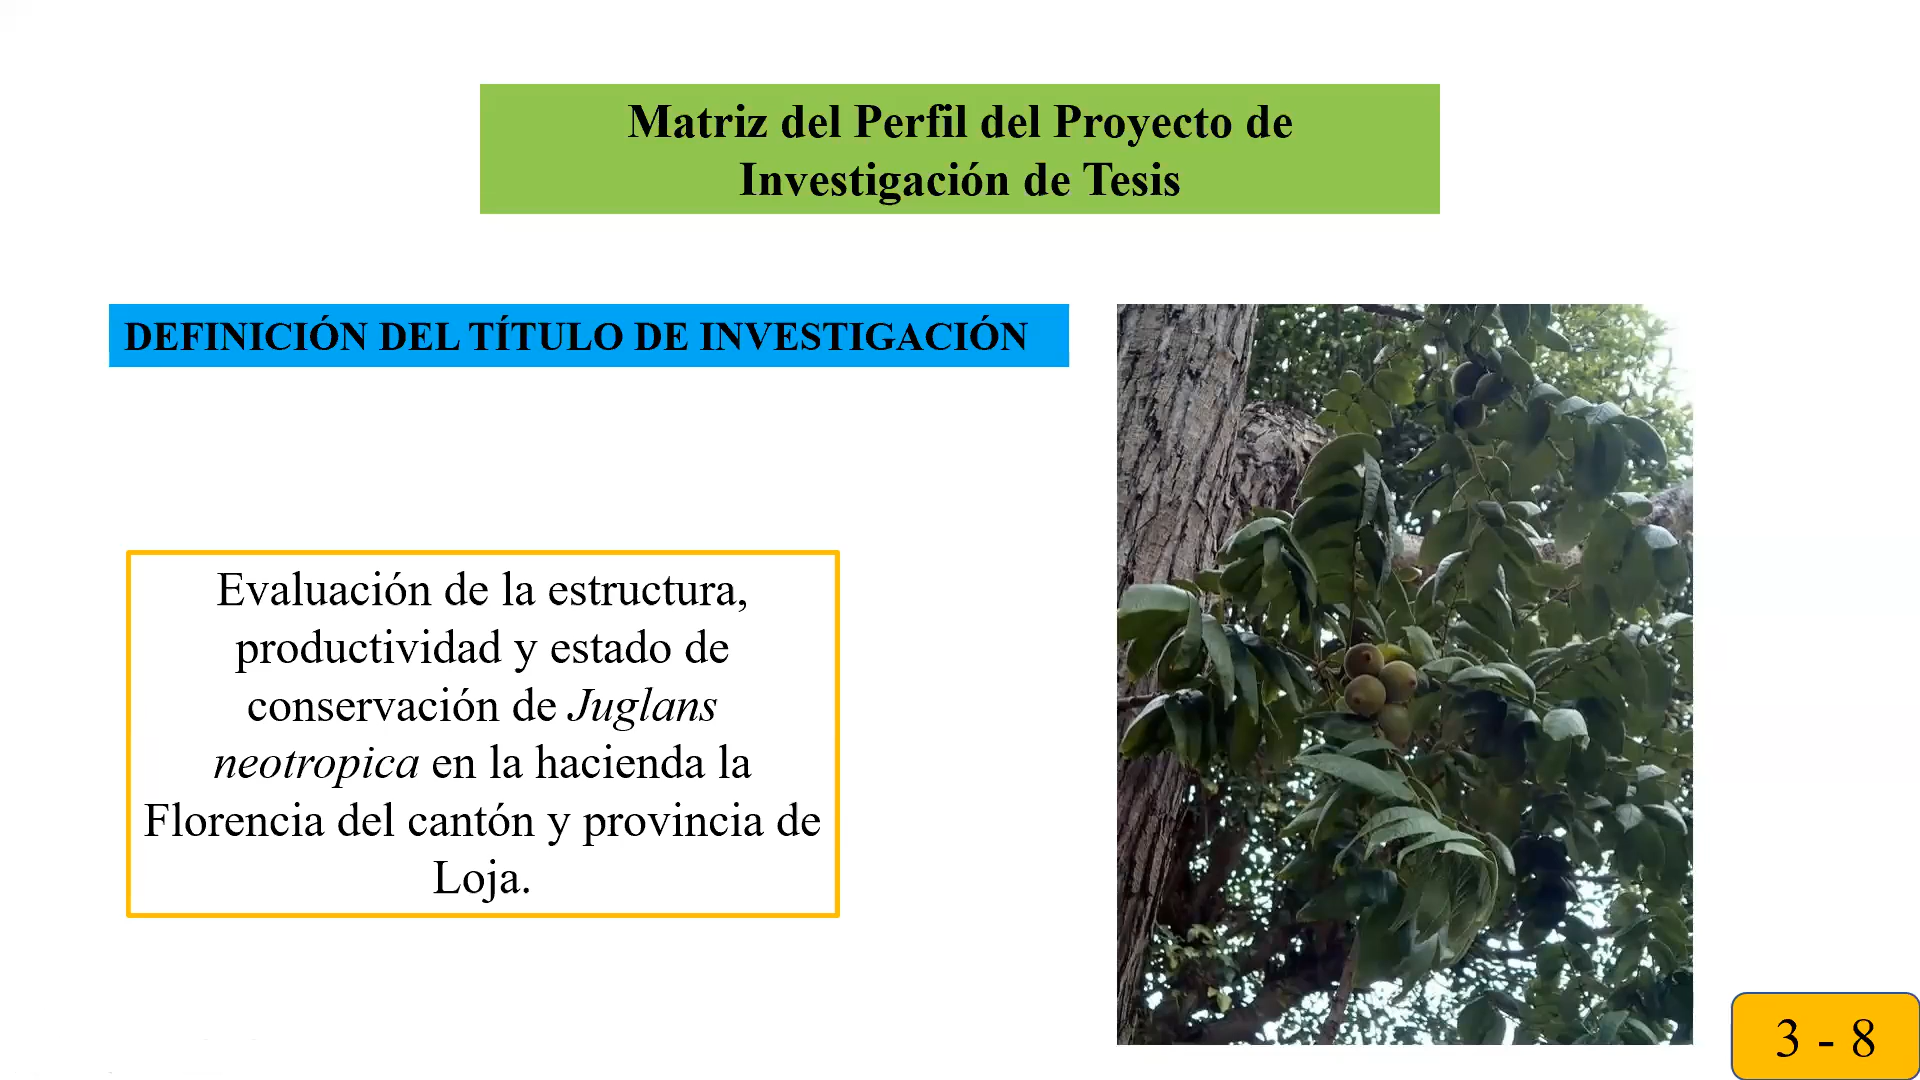 Matriz del Perfil del Proyecto de
Investigación de Tesis
DEFINICIÓN DEL TÍTULO DE INVESTIGACIÓN
Evaluación de la estructura,
productividad y estado de
conservación de Juglans
neotropica en la hacienda la
Florencia del cantón y provincia de
Loja.
3 - 8